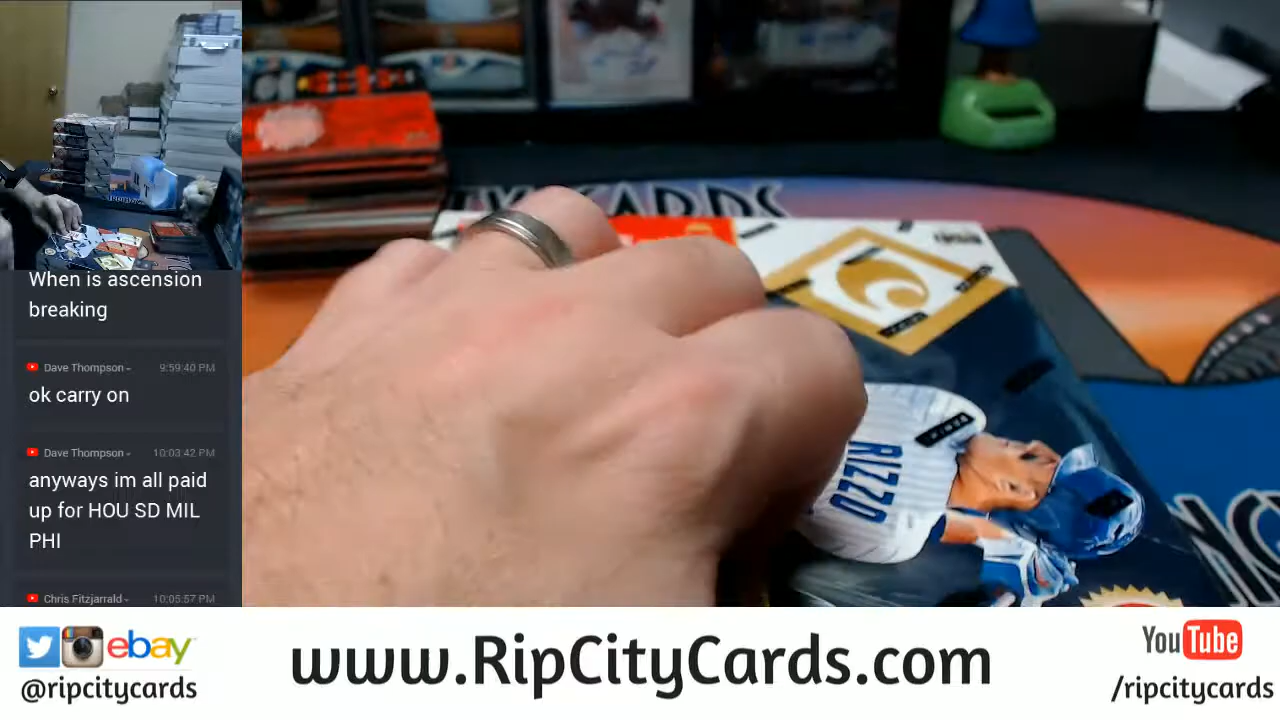 When is ascension
breaking
Dave Thompson
9:59:40 PM
ok carry on
Dave Thompson
10:03:42 PM
anyways im all paid
up for HOU SD MIL
PHI
Chris Fitzjarrald
10:05:57 PM
TY CARDS
RIZZO
ebay
@ripcitycards
www.RipCityCards.com
YouTube
/ripcitycards